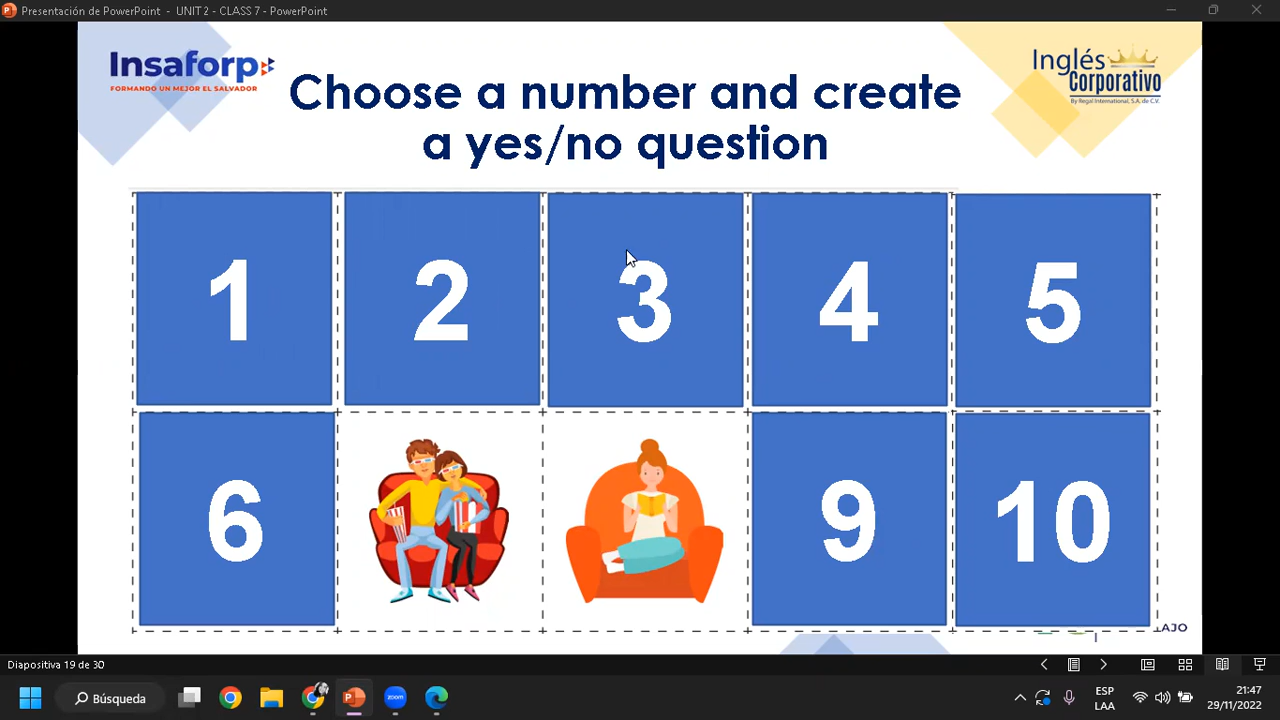 Presentación de PowerPoint - UNIT 2 - CLASS 7 - PowerPoint
Insaforp
FORMANDO UN MEJOR EL SALVADOR
Inglés
Corporativo
By Regal International, S.A. de C.V.
Choose a number and create
a yes/no question
1 2 3 4 5
6 9 10
AJO
Diapositiva 19 de 30
Búsqueda
zoom
ESP
LAA
21:47
29/11/2022